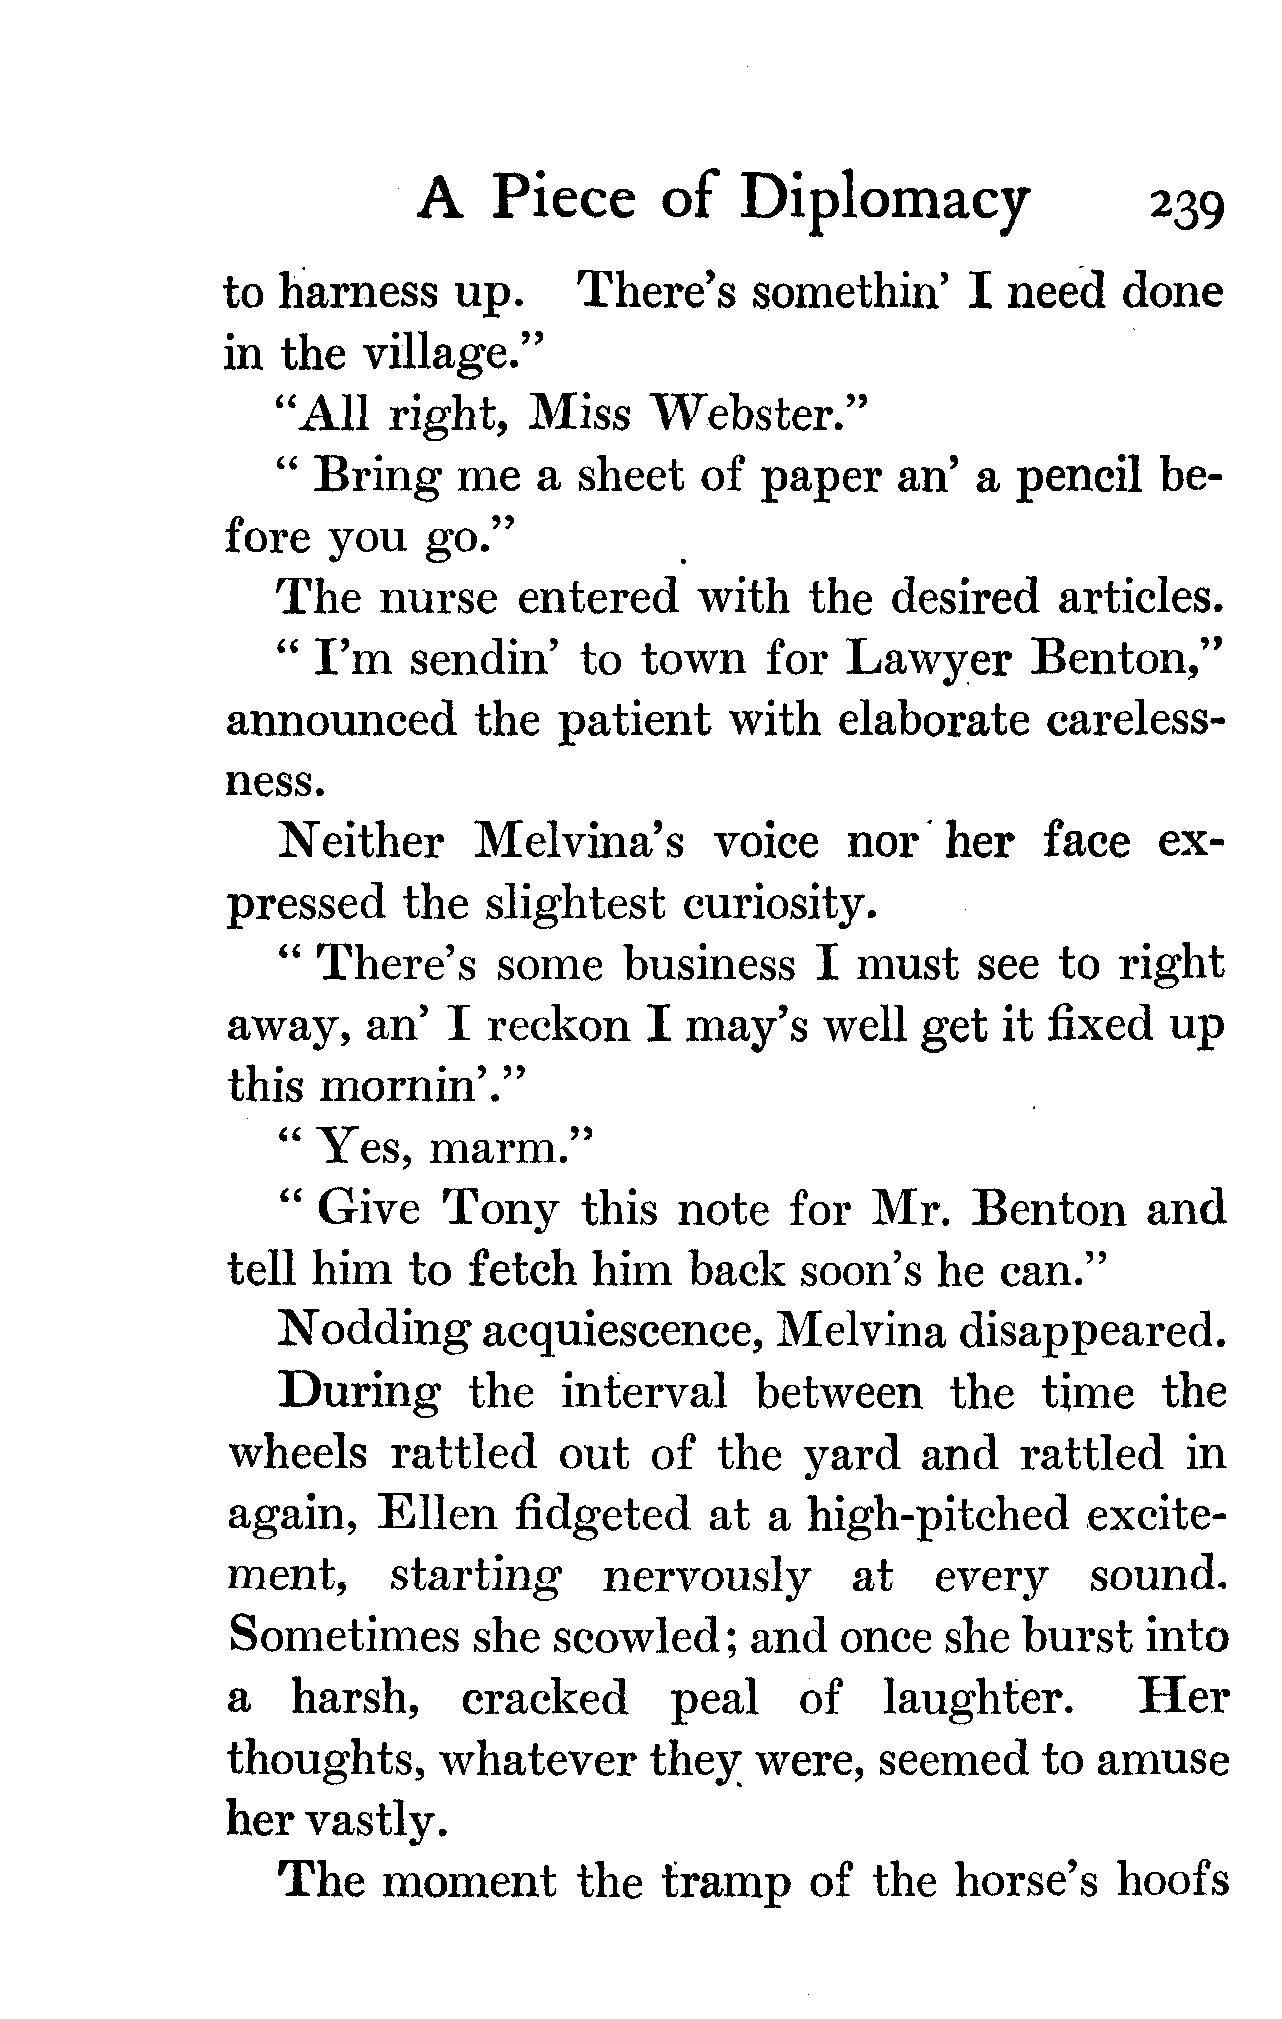 A Piece of Diplomacy 239
to harness up. There's somethin' I need done
in the village."
"All right, Miss Webster."
" Bring me a sheet of paper an' a pencil be-
fore you go."
The nurse entered with the desired articles.
" I'm sendin' to town for Lawyer Benton,"
announced the patient with elaborate careless-
ness.
Neither Melvina's voice nor her face ex-
pressed the slightest curiosity.
" There's some business I must see to right
away, an' I reckon I may's well get it fixed up
this mornin'."
" Yes, marm."
" Give Tony this note for Mr. Benton and
tell him to fetch him back soon's he can."
Nodding acquiescence, Melvina disappeared.
During the interval between the time the
wheels rattled out of the yard and rattled in
again, Ellen fidgeted at a high-pitched excite-
ment, starting nervously at every sound.
Sometimes she scowled; and once she burst into
a harsh, cracked peal of laughter. Her
thoughts, whatever they were, seemed to amuse
her vastly.
The moment the tramp of the horse's hoofs